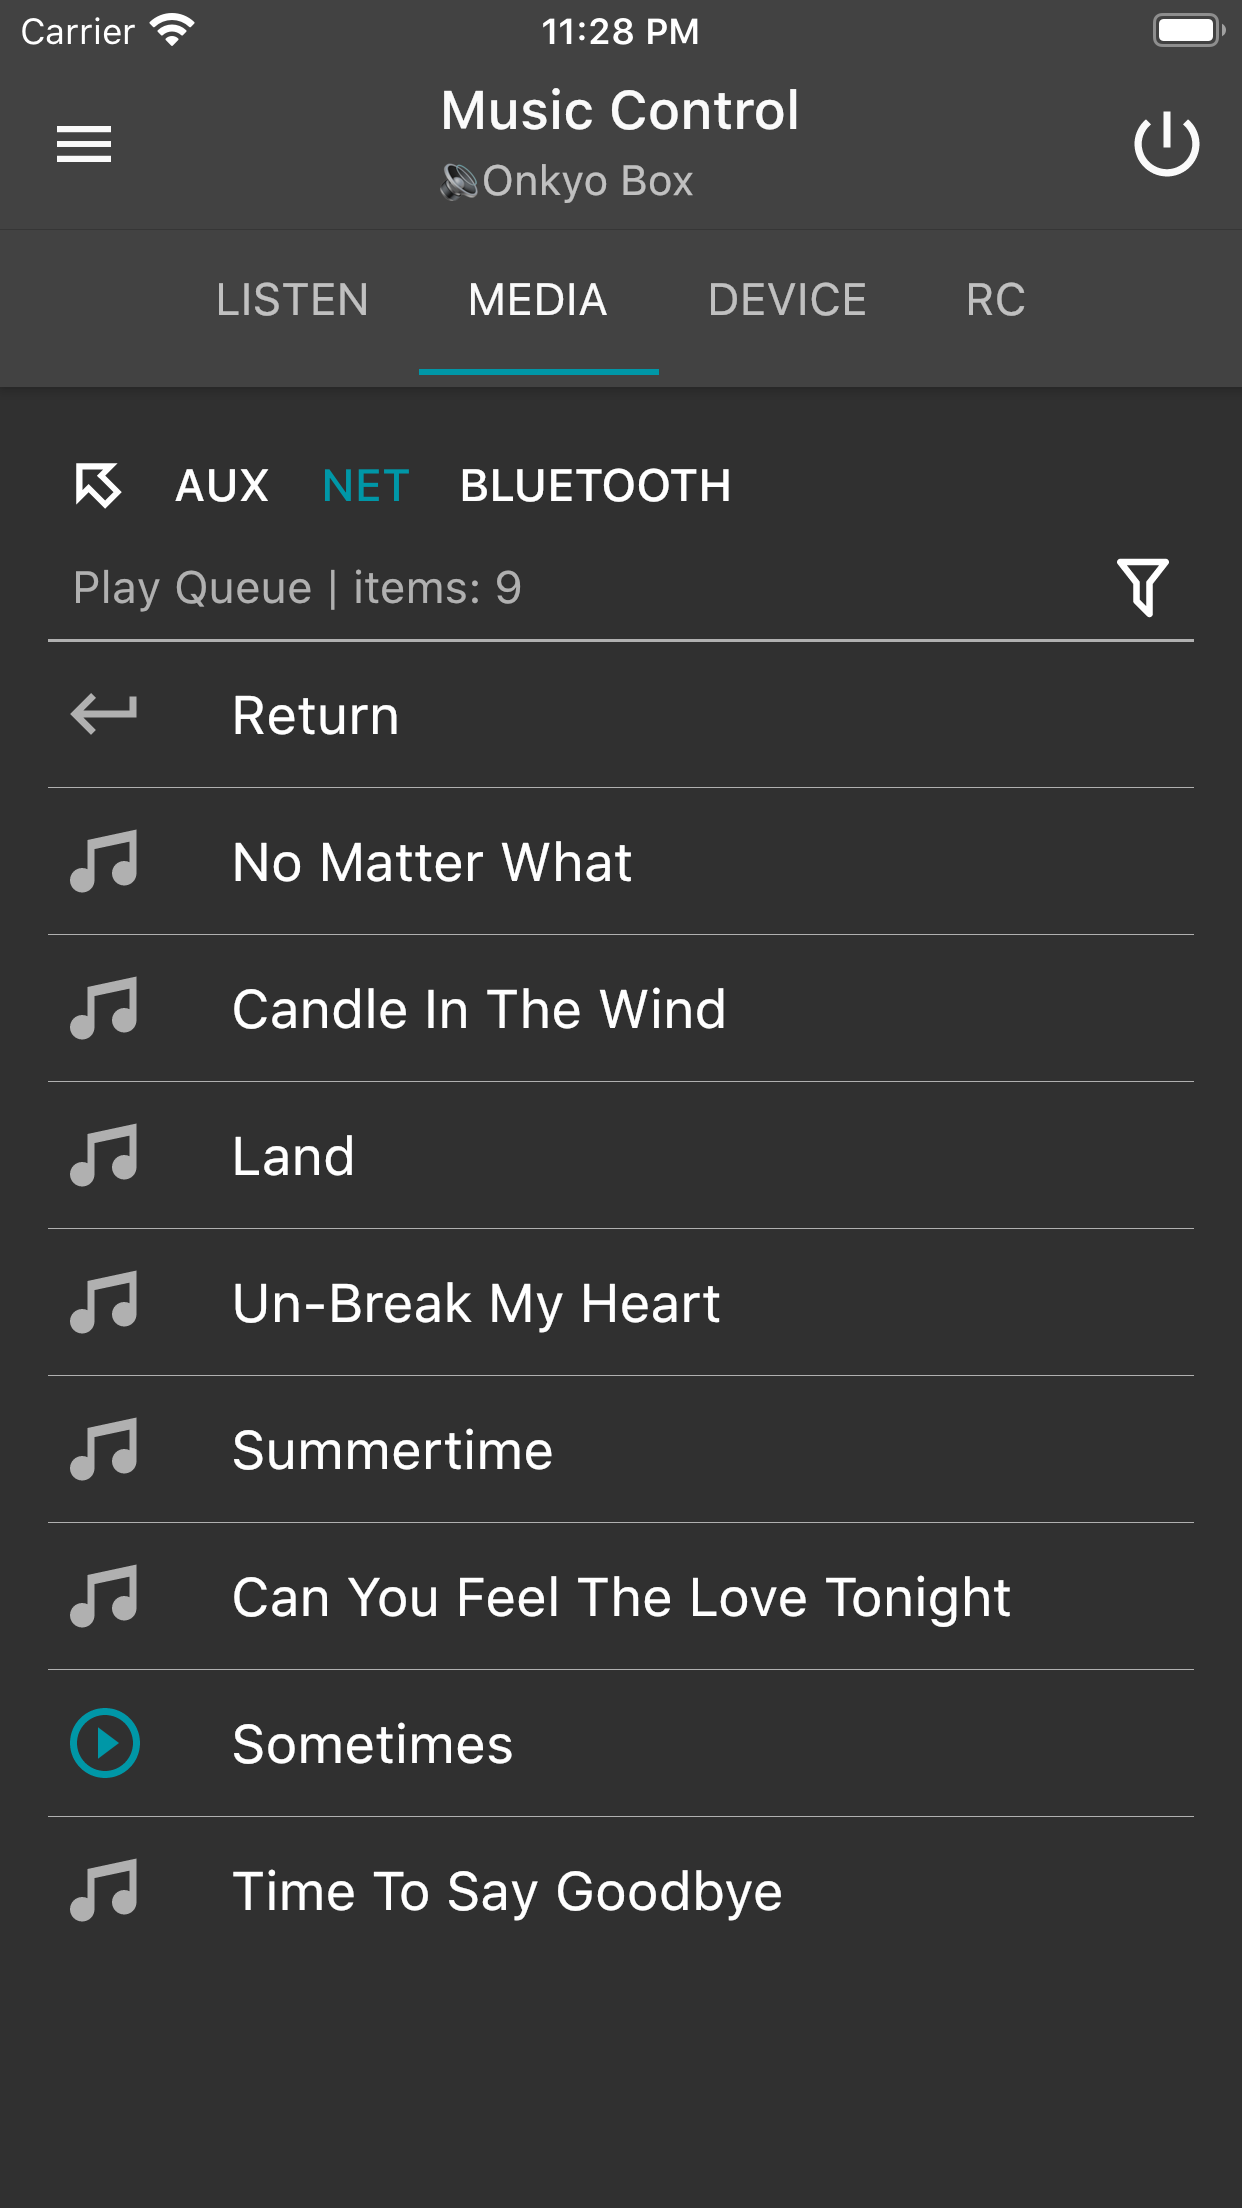 Carrier 11:28 PM
Music Control
Onkyo Box
LISTEN MEDIA DEVICE RC
AUX NET BLUETOOTH
Play Queue | items: 9
Return
No Matter What
Candle In The Wind
Land
Un-Break My Heart
Summertime
Can You Feel The Love Tonight
Sometimes
Time To Say Goodbye